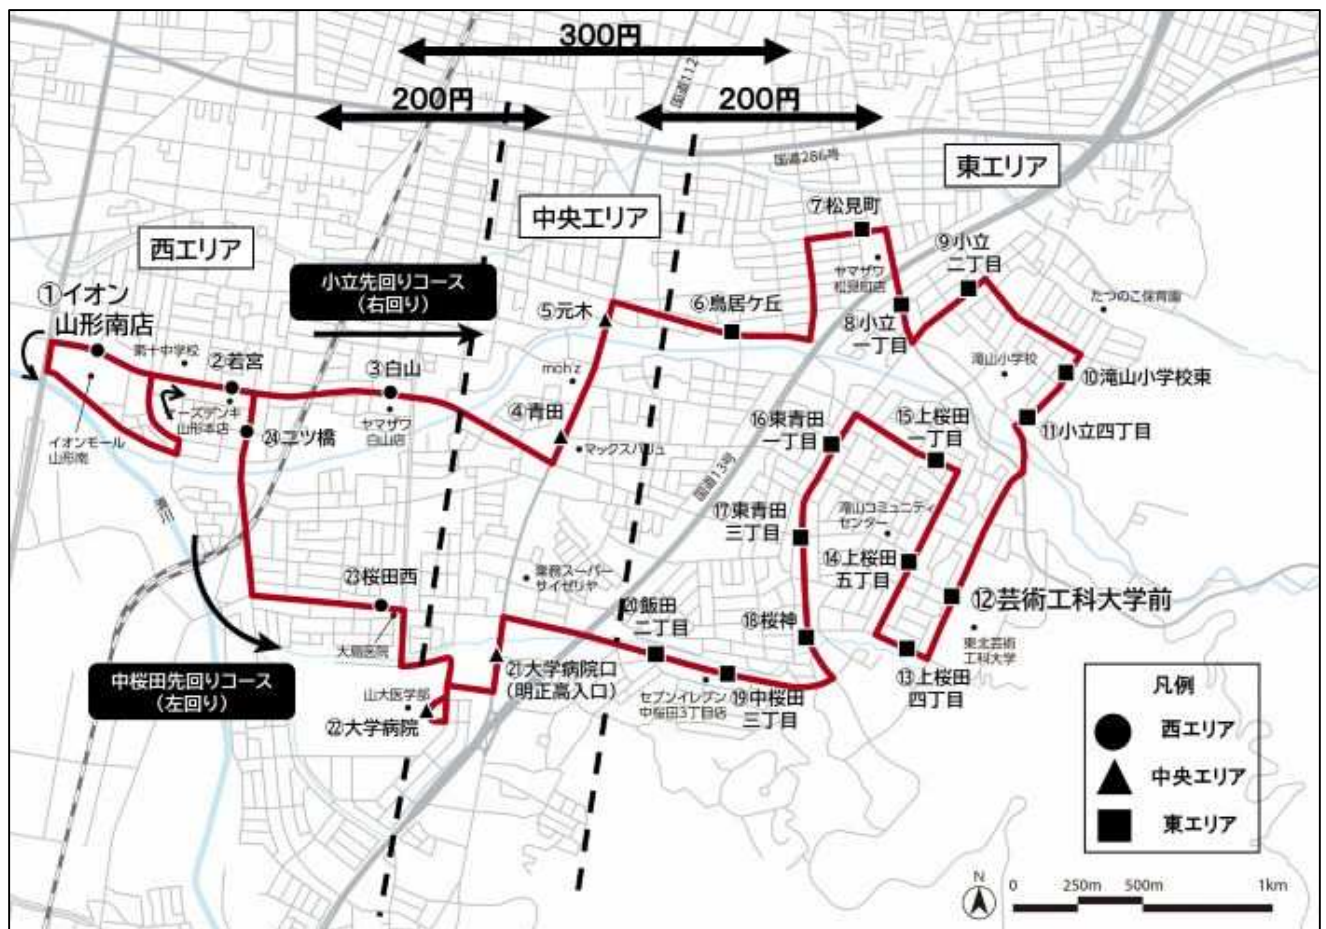 300円
200円
200円
国道112
国道286号
東エリア
中央エリア
西エリア
小立先回りコース
(右回り)
①イオン
山形南店
第十中学校
②若宮
③白山
ヤマザワ
白山店
ーズデンキ
山形本店
㉔二ツ橋
イオンモール
山形南
④青田
マックスバリュ
moh'z
⑤元木
⑥鳥居ケ丘
⑦松見町
ヤマザワ
松見町店
⑧小立
一丁目
⑨小立
二丁目
たつのこ保育園
滝山小学校
⑩滝山小学校東
⑪小立四丁目
⑯東青田
一丁目
⑮上桜田
一丁目
国道13号
⑰東青田
三丁目
滝山コミュニティ
センター
⑭上桜田
五丁目
⑫芸術工科大学前
東北芸術
工科大学
⑬上桜田
四丁目
⑱桜神
⑳飯田
二丁目
⑲中桜田
三丁目
セブンイレブン
中桜田3丁目店
業務スーパー
サイゼリヤ
㉑大学病院口
(明正高入口)
㉓桜田西
大島医院
山大医学部
㉒大学病院
中桜田先回りコース
(左回り)
凡例
西エリア
中央エリア
東エリア
N
0 250m 500m 1km